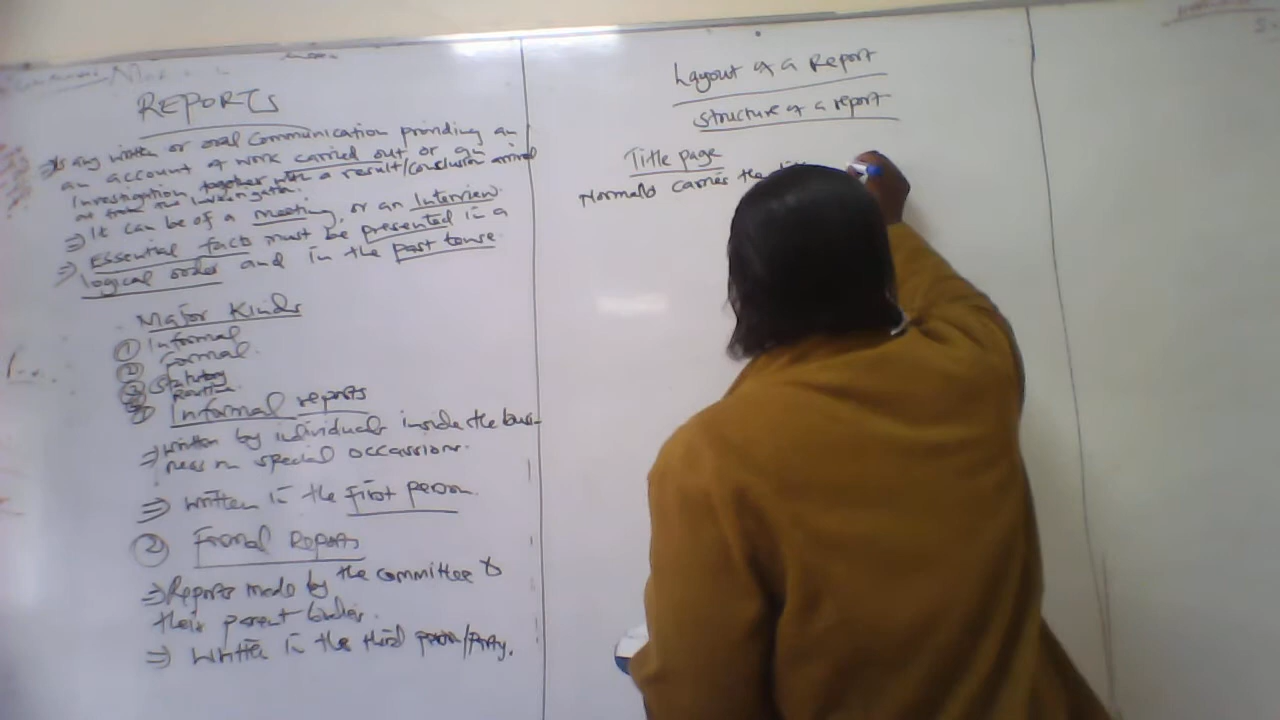 REPORTS
⇒ Is any written or oral communication providing an
an account of work carried out or an
Investigation together with a result/conclusion arrived
at from the investigation.
⇒ It can be of a meeting, or an Interview.
⇒ Essential facts must be presented in a
logical order and in the past tense.
Major Kinds
① Informal
② Formal.
③ Statutory
④ Routine.
① Informal reports
⇒ written by individuals inside the busi-
ness on special occassions.
⇒ written in the first person.
② Formal Reports
⇒ Reports made by the committee to
their parent bodies.
⇒ written in the third person/Party.
Layout of a Report
structure of a report
Title page
Normally carries the